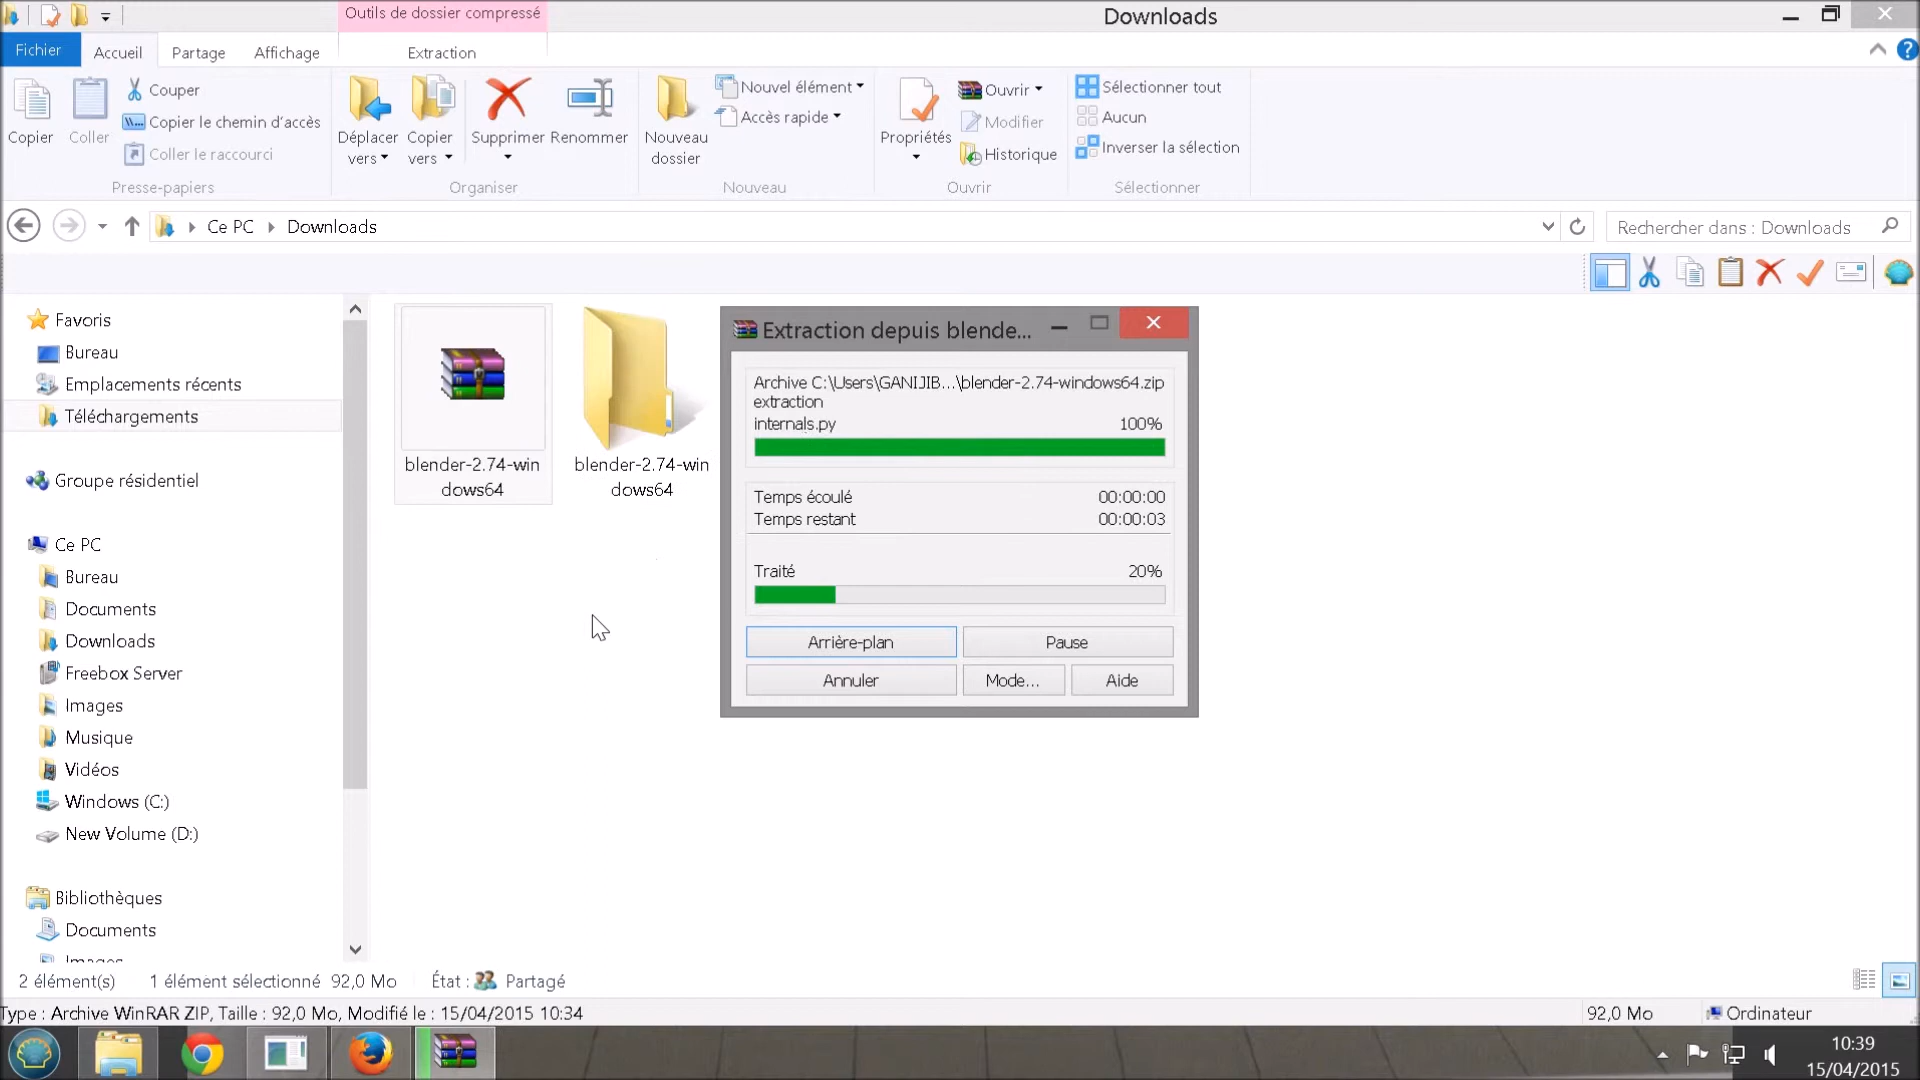 Outils de dossier compressé
Downloads
Fichier
Accueil
Partage
Affichage
Extraction
Copier
Coller
Couper
Copier le chemin d'accès
Coller le raccourci
Presse-papiers
Déplacer
vers
Copier
vers
Supprimer
Renommer
Organiser
Nouveau
dossier
Nouvel élément
Accès rapide
Nouveau
Propriétés
Ouvrir
Modifier
Historique
Ouvrir
Sélectionner tout
Aucun
Inverser la sélection
Sélectionner
Ce PC
Downloads
Rechercher dans : Downloads
Favoris
Bureau
Emplacements récents
Téléchargements
Groupe résidentiel
Ce PC
Bureau
Documents
Downloads
Freebox Server
Images
Musique
Vidéos
Windows (C:)
New Volume (D:)
Bibliothèques
Documents
Images
blender-2.74-win
dows64
blender-2.74-win
dows64
Extraction depuis blende...
Archive C:\Users\GANIJIB...\blender-2.74-windows64.zip
extraction
internals.py 100%
Temps écoulé 00:00:00
Temps restant 00:00:03
Traité 20%
Arrière-plan
Pause
Annuler
Mode...
Aide
2 élément(s) 1 élément sélectionné 92,0 Mo État : Partagé
Type : Archive WinRAR ZIP, Taille : 92,0 Mo, Modifié le : 15/04/2015 10:34
92,0 Mo
Ordinateur
10:39
15/04/2015